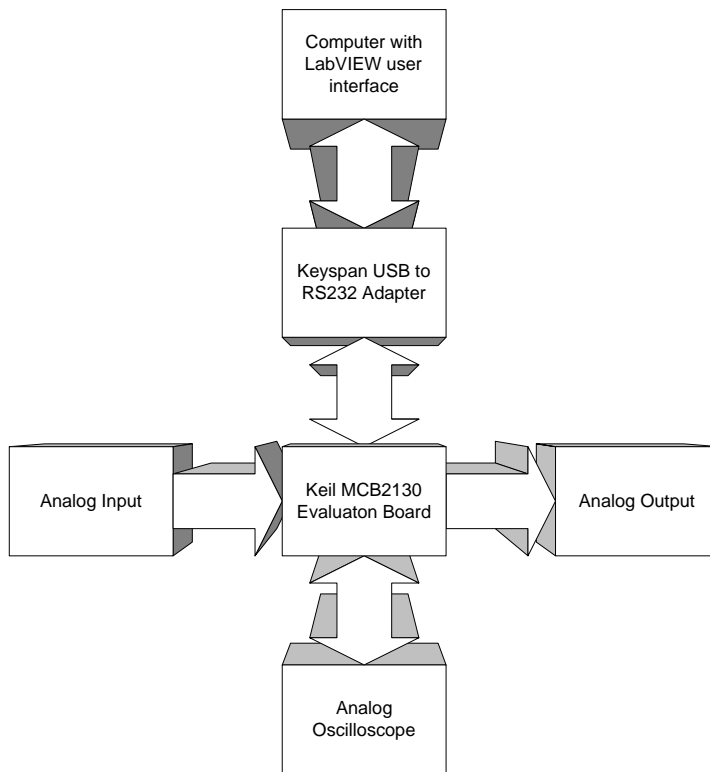 Computer with
LabVIEW user
interface
Keyspan USB to
RS232 Adapter
Analog Input
Keil MCB2130
Evaluaton Board
Analog Output
Analog
Oscilloscope